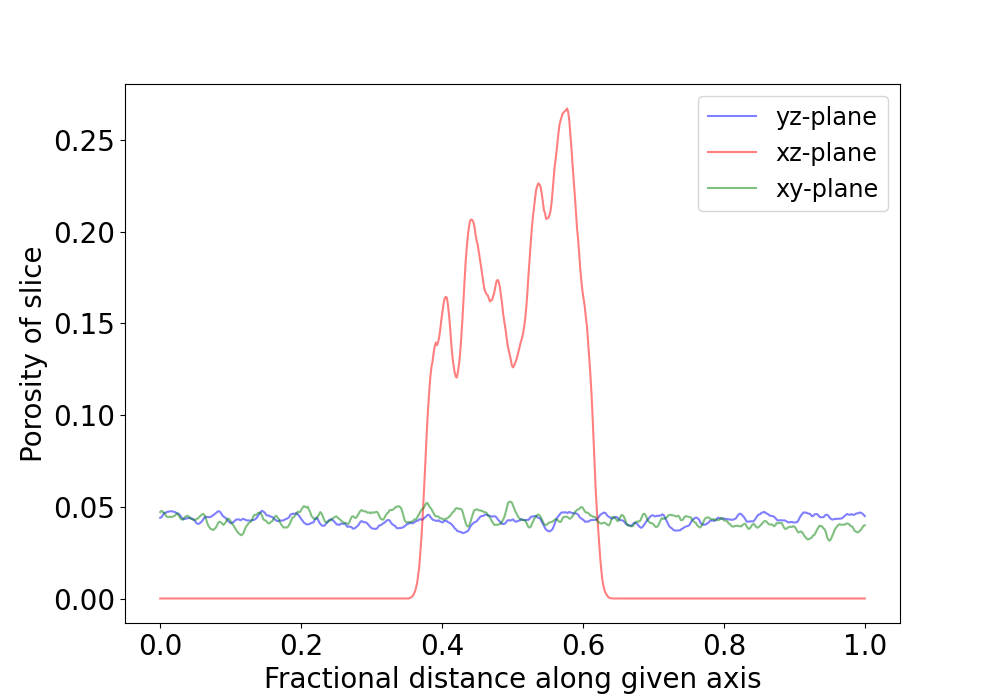 yz-plane
xz-plane
xy-plane
0.25
0.20
0.15
0.10
0.05
0.00
Porosity of slice
0.0 0.2 0.4 0.6 0.8 1.0
Fractional distance along given axis